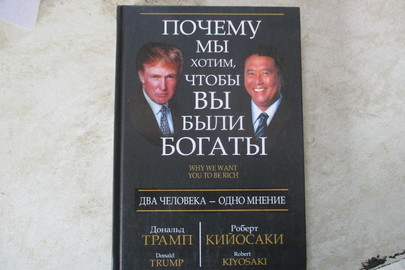 ПОЧЕМУ
МЫ
ХОТИМ,
ЧТОБЫ
ВЫ
БЫЛИ
БОГАТЫ
WHY WE WANT
YOU TO BE RICH
ДВА ЧЕЛОВЕКА – ОДНО МНЕНИЕ
Дональд
ТРАМП
Donald
TRUMP
Роберт
КИЙОСАКИ
Robert
KIYOSAKI